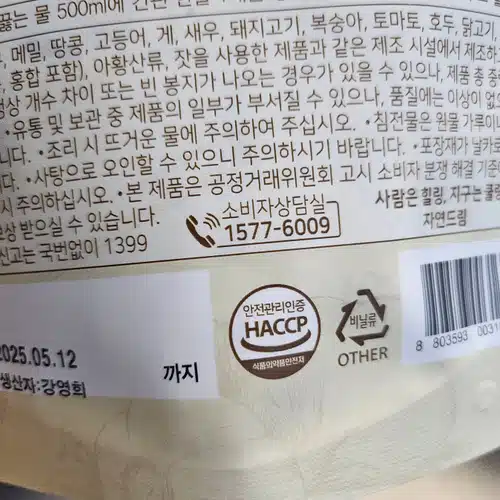 끓는 물 500ml에
메밀, 땅콩, 고등어, 게, 새우, 돼지고기, 복숭아, 토마토, 호두, 닭고기,
홍합 포함), 아황산류, 잣을 사용한 제품과 같은 제조 시설에서 제조하
개수 차이 또는 빈 봉지가 나오는 경우가 있을 수 있으나, 제품 총
•유통 및 보관 중 제품의 일부가 부서질 수 있으나, 품질에는 이상이 없
니다. •조리 시 뜨거운 물에 주의하여 주십시오. •침전물은 원물 가루이니
다. •사탕으로 오인할 수 있으니 주의하시기 바랍니다. •포장재가 날카로
주의하십시오. •본 제품은 공정거래위원회 고시 소비자 분쟁 해결 기준에
보상 받으실 수 있습니다.
신고는 국번없이 1399
소비자상담실
1577-6009
사람은 힐링, 지구는 쿨
자연드림
2025.05.12
까지
생산자:강영희
안전관리인증
HACCP
식품의약품안전처
비닐류
OTHER
8 803593 003